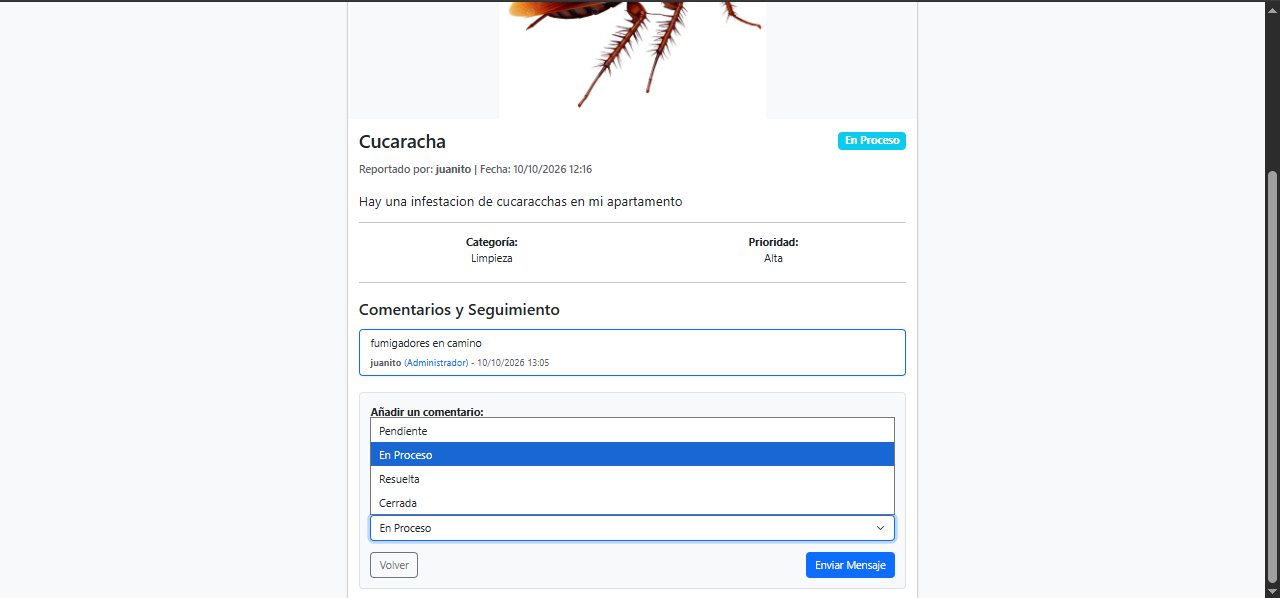 Cucaracha
En Proceso
Reportado por: juanito | Fecha: 10/10/2026 12:16
Hay una infestacion de cucaracchas en mi apartamento
Categoría:
Limpieza
Prioridad:
Alta
Comentarios y Seguimiento
fumigadores en camino
juanito (Administrador) - 10/10/2026 13:05
Añadir un comentario:
Pendiente
En Proceso
Resuelta
Cerrada
En Proceso
Volver
Enviar Mensaje